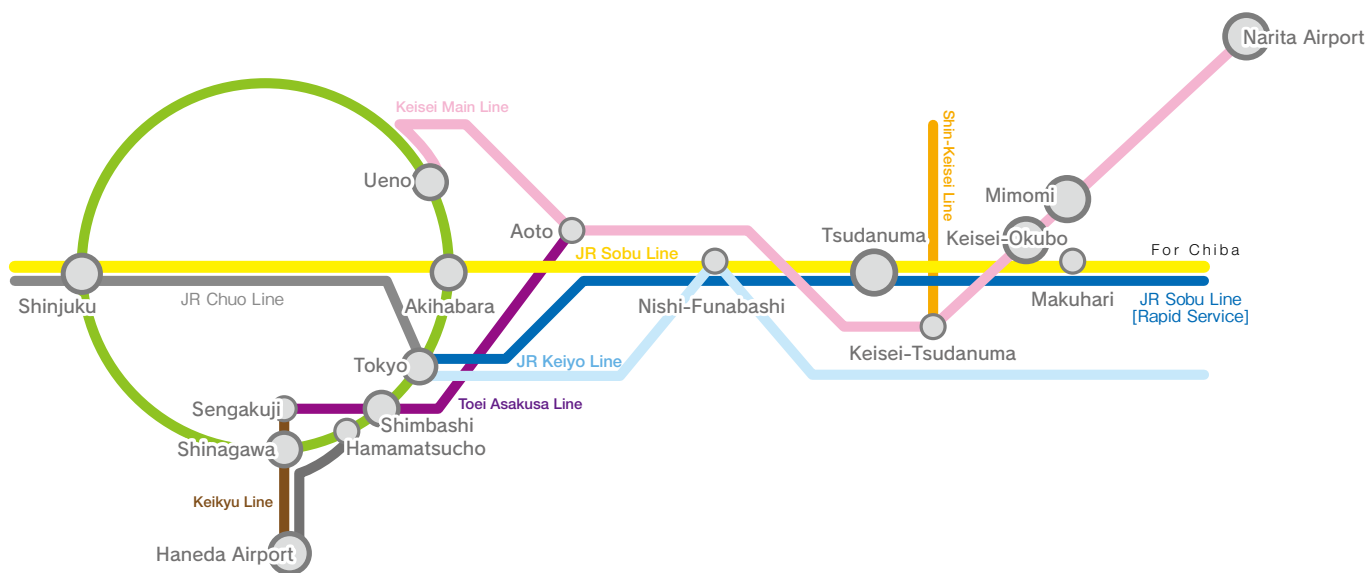 Narita Airport
Keisei Main Line
Shin-Keisei Line
Ueno
Mimomi
Aoto
Tsudanuma
Keisei-Okubo
JR Sobu Line
For Chiba
Shinjuku
JR Chuo Line
Akihabara
Nishi-Funabashi
Makuhari
JR Sobu Line
[Rapid Service]
Keisei-Tsudanuma
Tokyo
JR Keiyo Line
Sengakuji
Toei Asakusa Line
Shimbashi
Shinagawa
Hamamatsucho
Keikyu Line
Haneda Airport